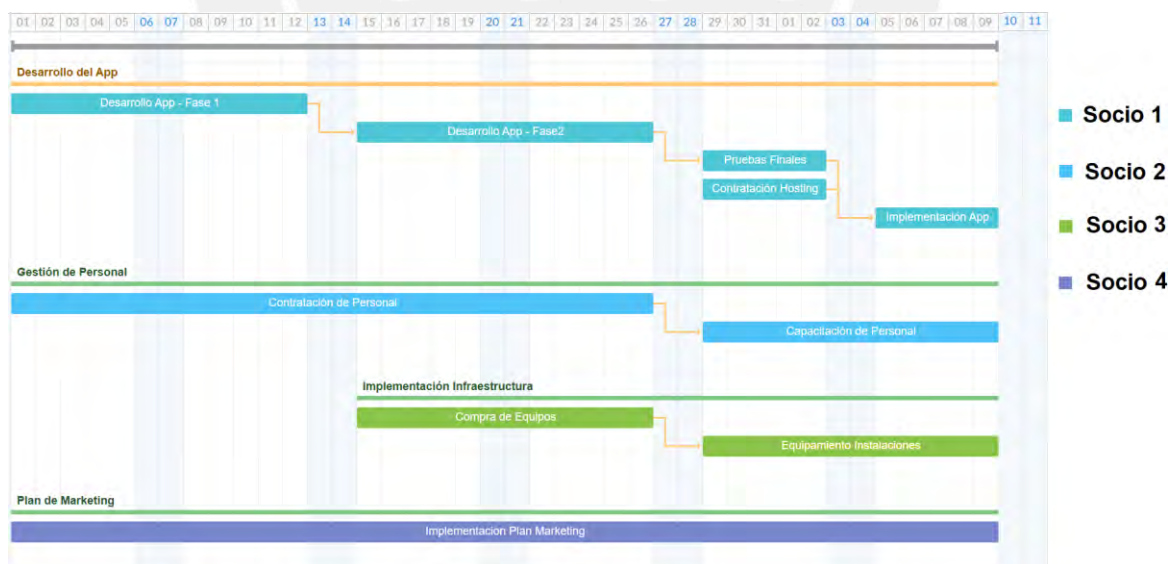 01 02 03 04 05 06 07 08 09 10 11 12 13 14 15 16 17 18 19 20 21 22 23 24 25 26 27 28 29 30 31 01 02 03 04 05 06 07 08 09 10 11
Desarrollo del App
Desarrollo App - Fase 1
Desarrollo App - Fase2
Pruebas Finales
Contratación Hosting
Implementación App
Gestión de Personal
Contratación de Personal
Capacitación de Personal
Implementación Infraestructura
Compra de Equipos
Equipamiento Instalaciones
Plan de Marketing
Implementación Plan Marketing
Socio 1
Socio 2
Socio 3
Socio 4